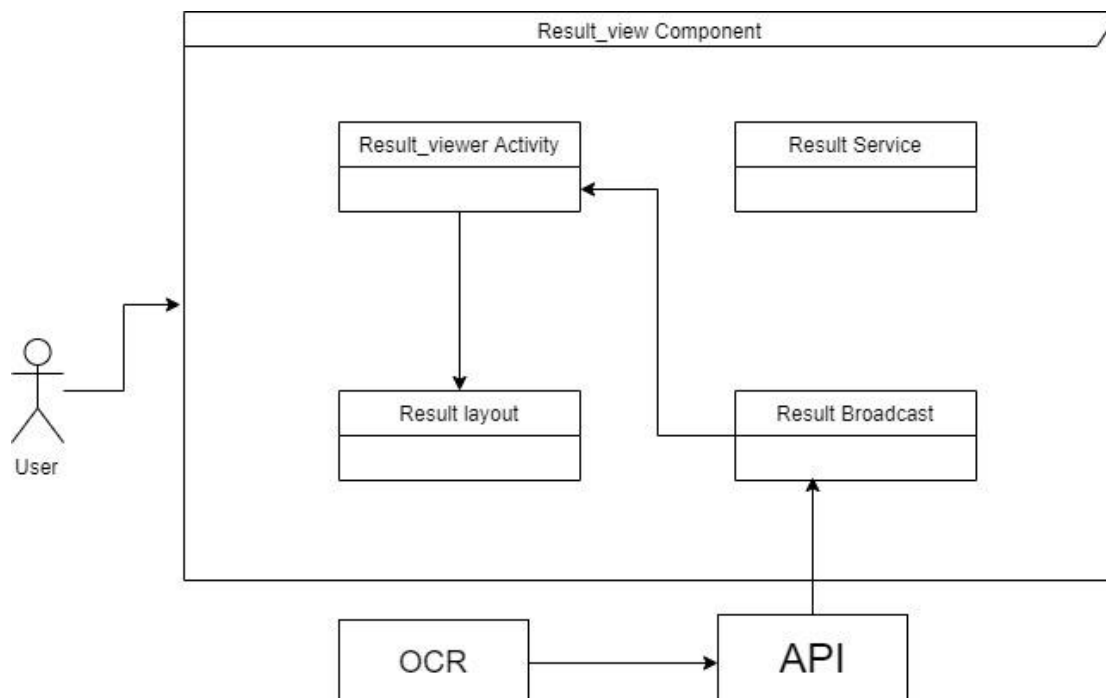 Result_view Component
Result_viewer Activity
Result Service
Result layout
Result Broadcast
User
OCR
API